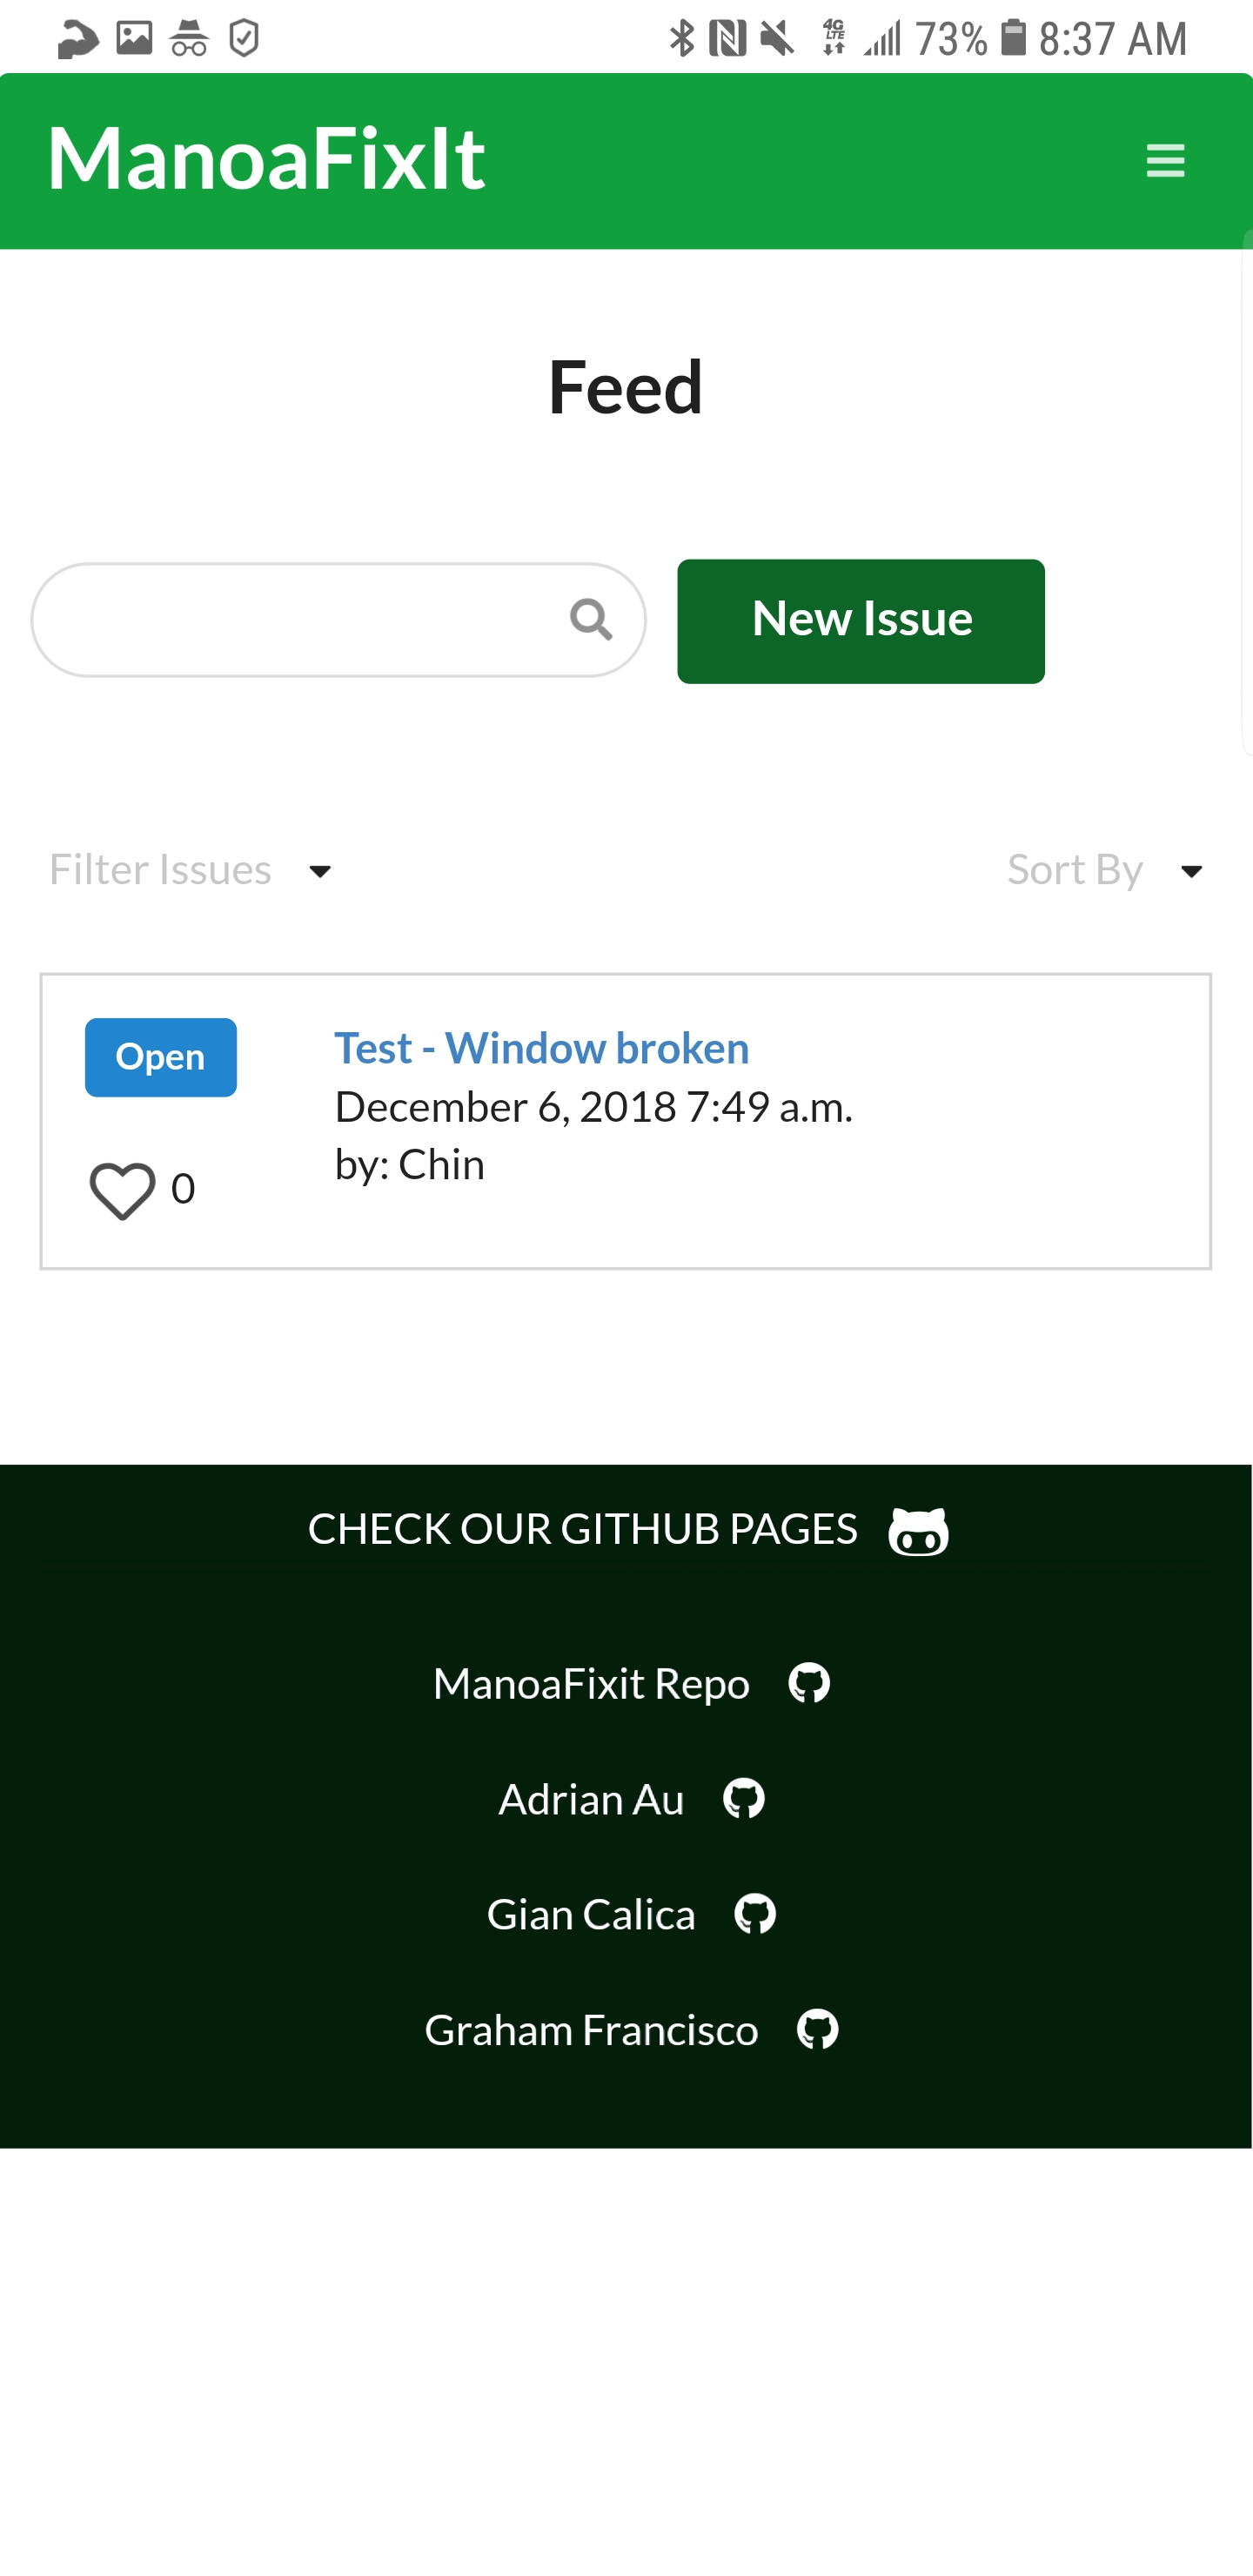 4G LTE 73% 8:37 AM
ManoaFixIt
Feed
New Issue
Filter Issues Sort By
Open
Test - Window broken
December 6, 2018 7:49 a.m.
by: Chin
0
CHECK OUR GITHUB PAGES
ManoaFixit Repo
Adrian Au
Gian Calica
Graham Francisco